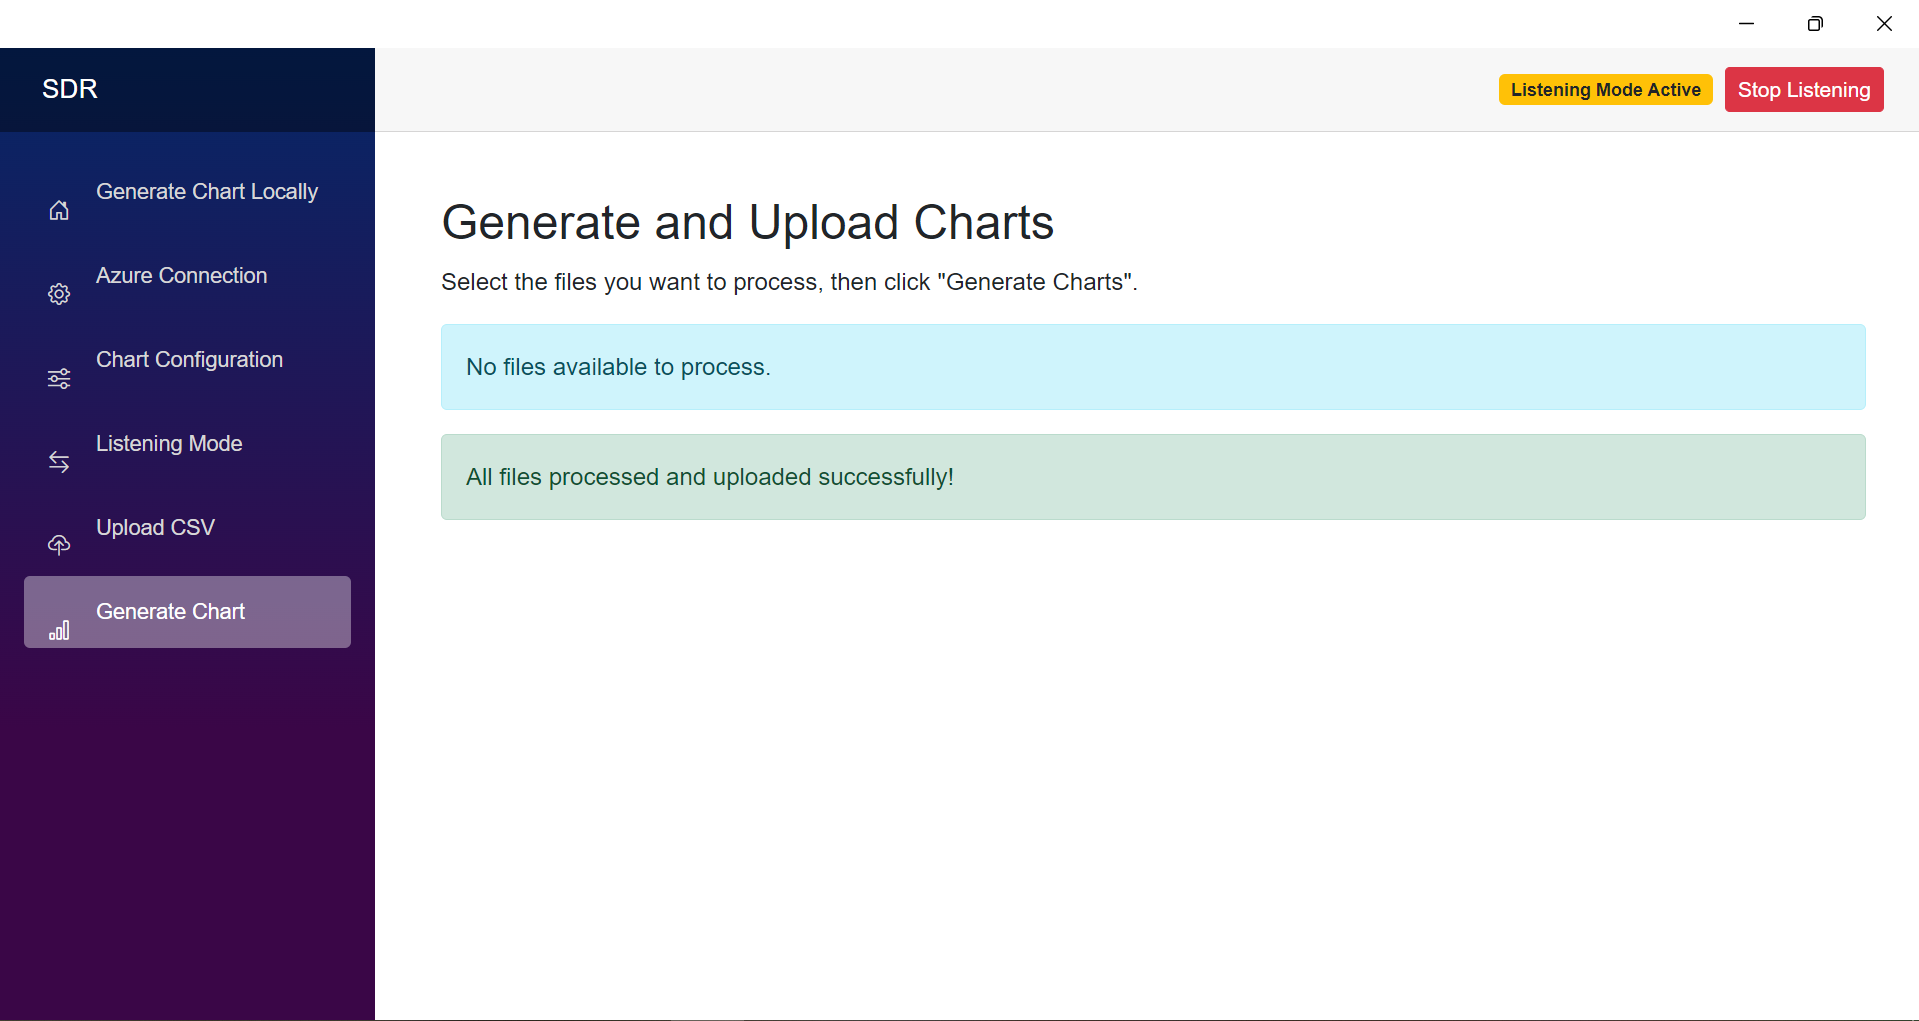 SDR
Listening Mode Active
Stop Listening
Generate Chart Locally
Azure Connection
Chart Configuration
Listening Mode
Upload CSV
Generate Chart
Generate and Upload Charts
Select the files you want to process, then click "Generate Charts".
No files available to process.
All files processed and uploaded successfully!